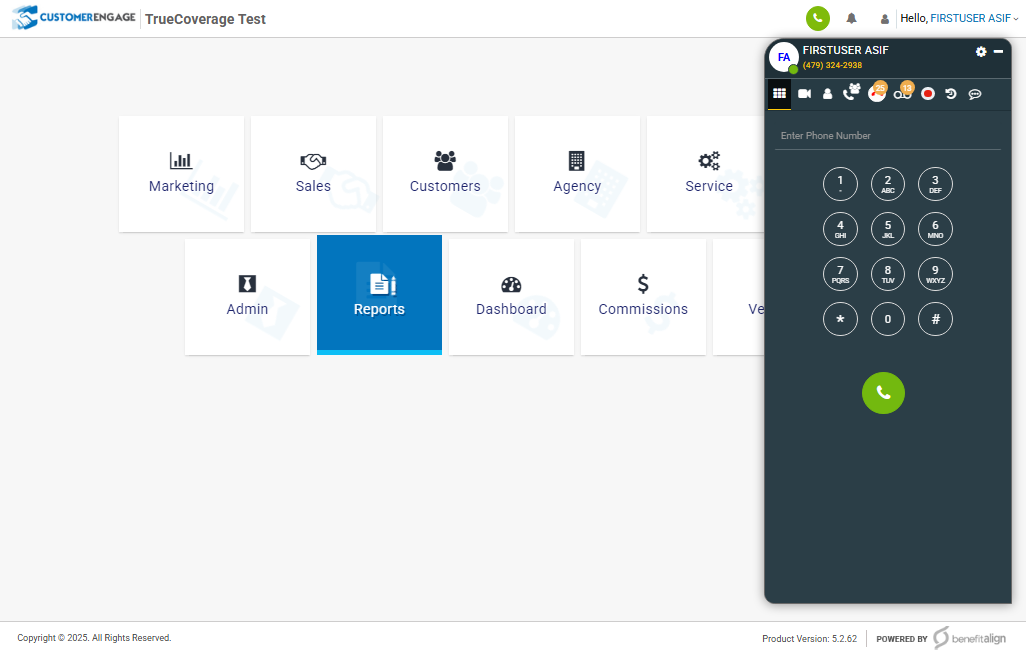 CUSTOMERENGAGE TrueCoverage Test
Hello, FIRSTUSER ASIF
FA
FIRSTUSER ASIF
(479) 324-2938
25
13
Enter Phone Number
1
2 ABC
3 DEF
4 GHI
5 JKL
6 MNO
7 PQRS
8 TUV
9 WXYZ
*
0
#
Marketing
Sales
Customers
Agency
Service
Admin
Reports
Dashboard
$
Commissions
Ve
Copyright © 2025. All Rights Reserved.
Product Version: 5.2.62
POWERED BY benefitalign